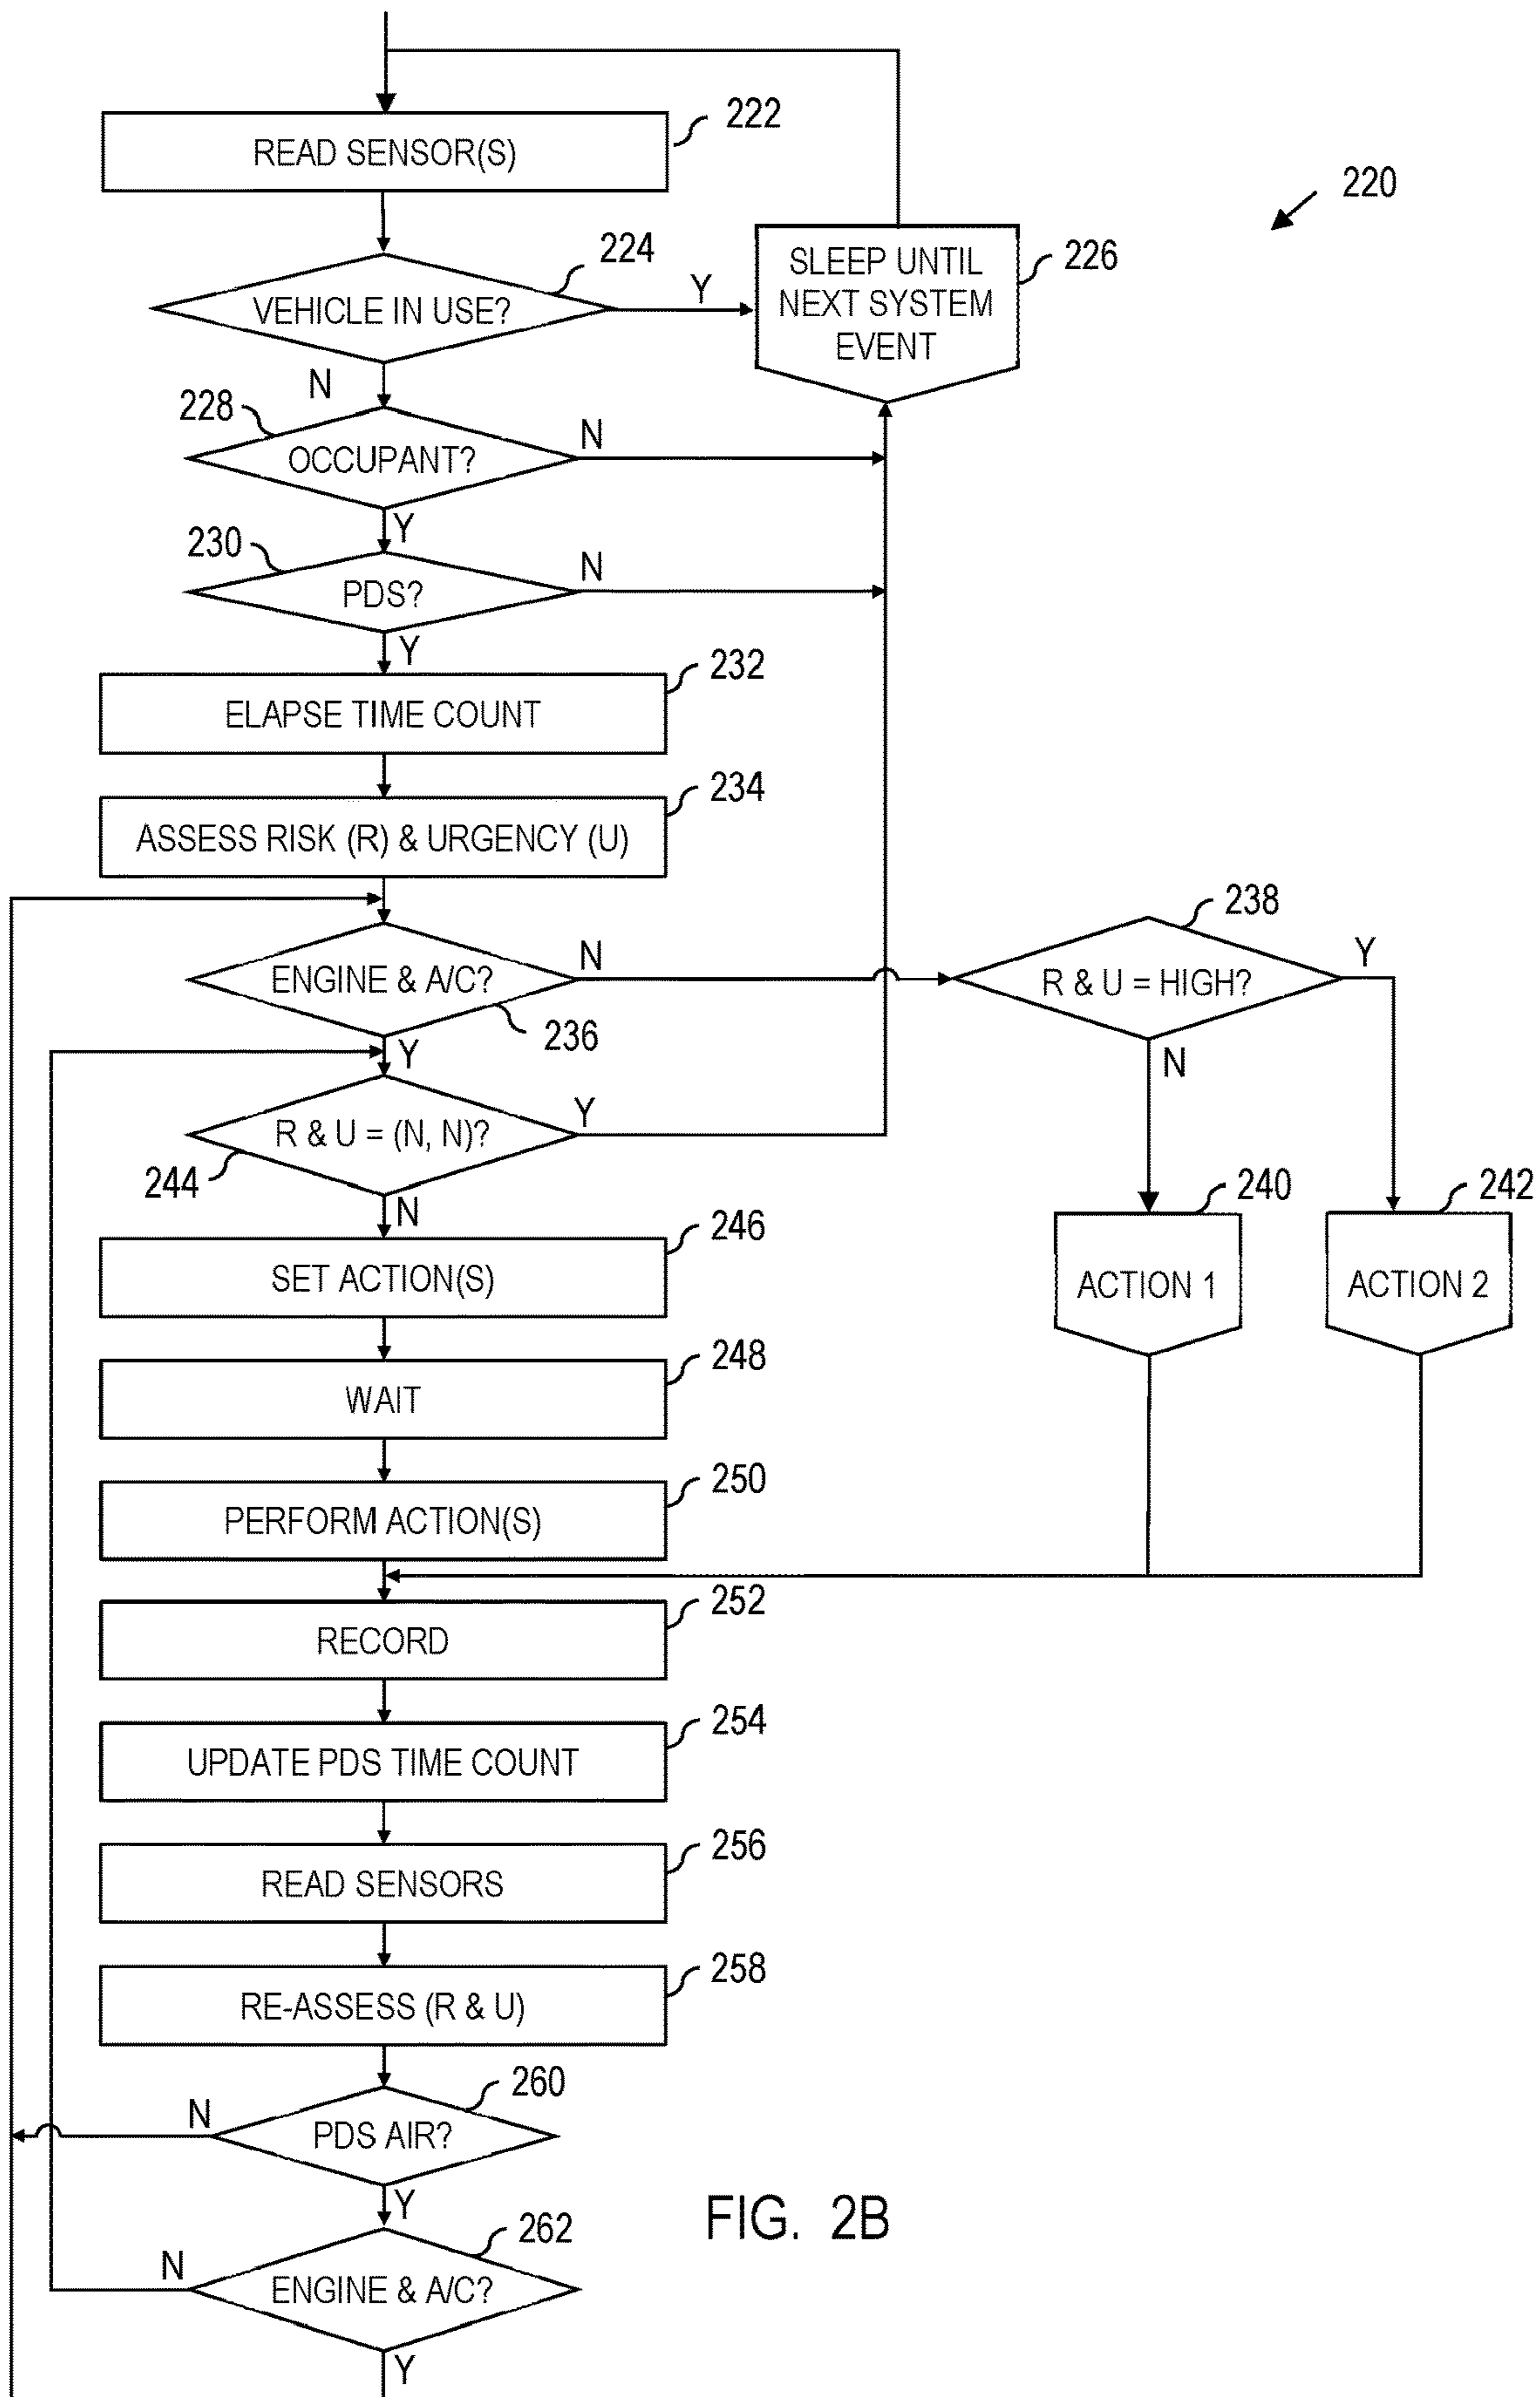 222
READ SENSOR(S)
220
224
VEHICLE IN USE?
Y
SLEEP UNTIL
NEXT SYSTEM
EVENT
226
N
228
OCCUPANT?
N
Y
230
PDS?
N
Y
232
ELAPSE TIME COUNT
234
ASSESS RISK (R) & URGENCY (U)
ENGINE & A/C?
N
236
Y
238
R & U = HIGH?
Y
N
R & U = (N, N)?
Y
244
N
240
ACTION 1
242
ACTION 2
246
SET ACTION(S)
248
WAIT
250
PERFORM ACTION(S)
252
RECORD
254
UPDATE PDS TIME COUNT
256
READ SENSORS
258
RE-ASSESS (R & U)
260
N
PDS AIR?
Y
262
N
ENGINE & A/C?
Y
FIG. 2B